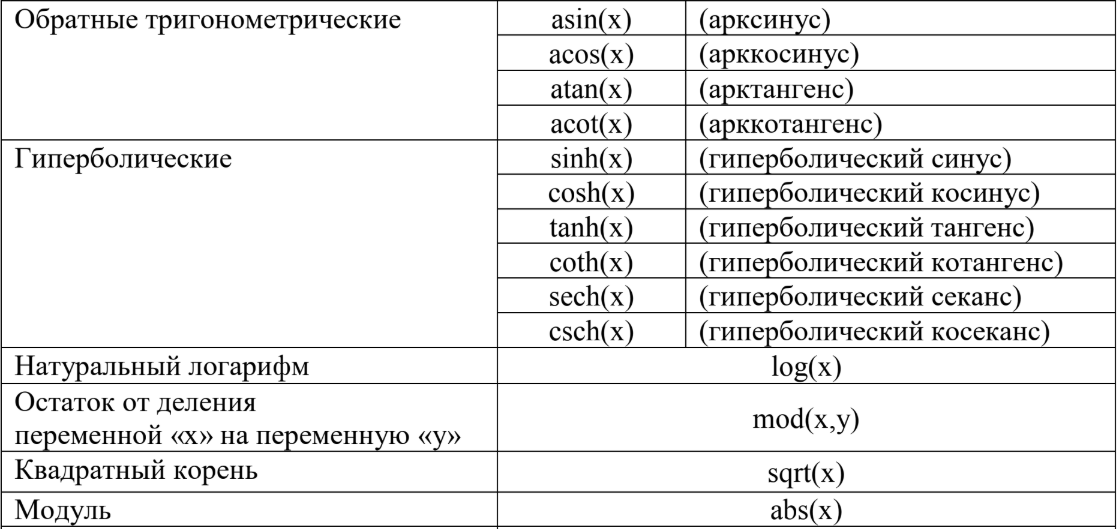 Обратные тригонометрические asin(x) (арксинус)
acos(x) (арккосинус)
atan(x) (арктангенс)
acot(x) (арккотангенс)
Гиперболические sinh(x) (гиперболический синус)
cosh(x) (гиперболический косинус)
tanh(x) (гиперболический тангенс)
coth(x) (гиперболический котангенс)
sech(x) (гиперболический секанс)
csch(x) (гиперболический косеканс)
Натуральный логарифм log(x)
Остаток от деления
переменной «x» на переменную «y» mod(x,y)
Квадратный корень sqrt(x)
Модуль abs(x)